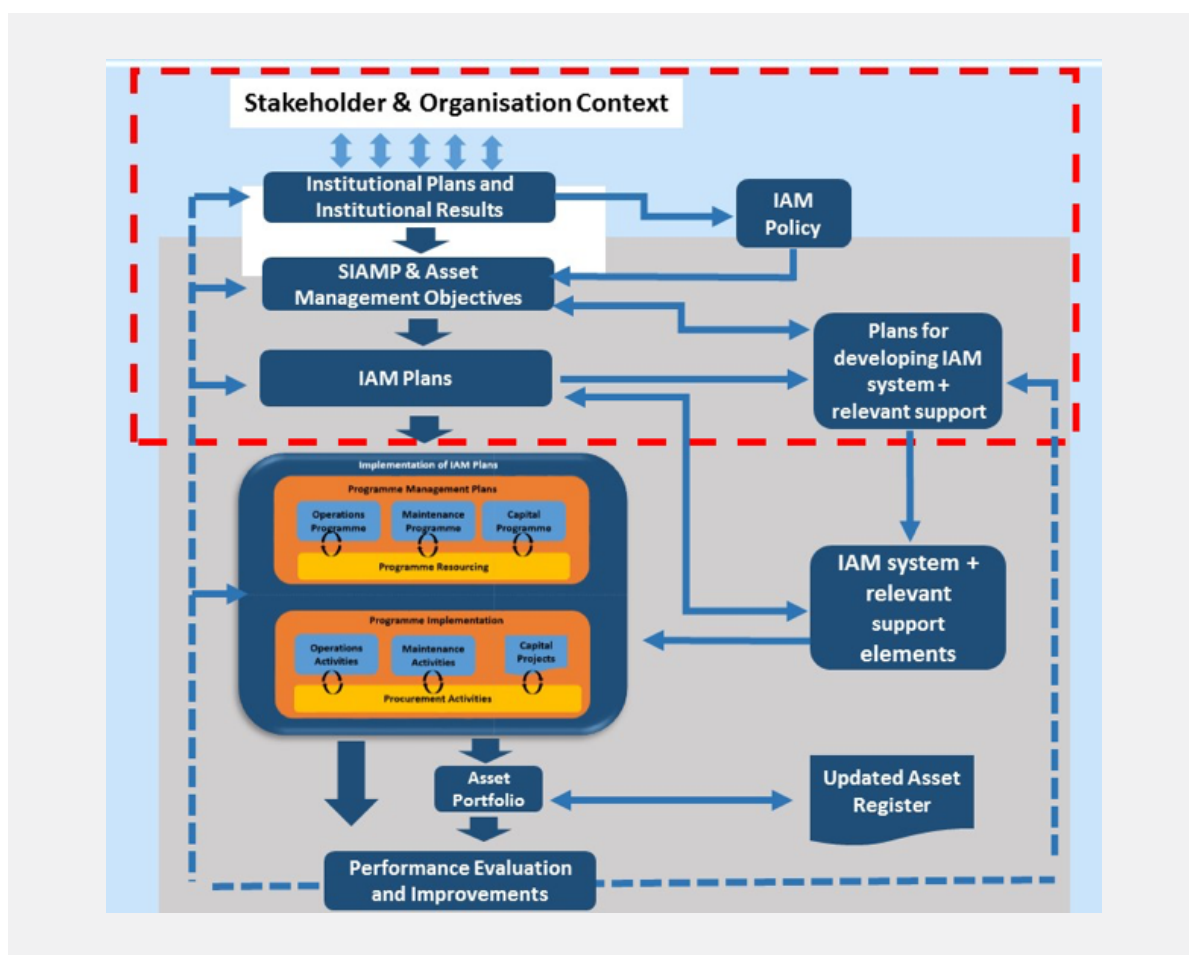 Stakeholder & Organisation Context
Institutional Plans and
Institutional Results
IAM
Policy
SIAMP & Asset
Management Objectives
Plans for
developing IAM
system +
relevant support
IAM Plans
Implementation of IAM Plans
Programme Management Plans
Operations
Programme
Maintenance
Programme
Capital
Programme
Programme Resourcing
IAM system +
relevant
support
elements
Programme Implementation
Operations
Activities
Maintenance
Activities
Capital
Projects
Procurement Activities
Asset
Portfolio
Updated Asset
Register
Performance Evaluation
and Improvements